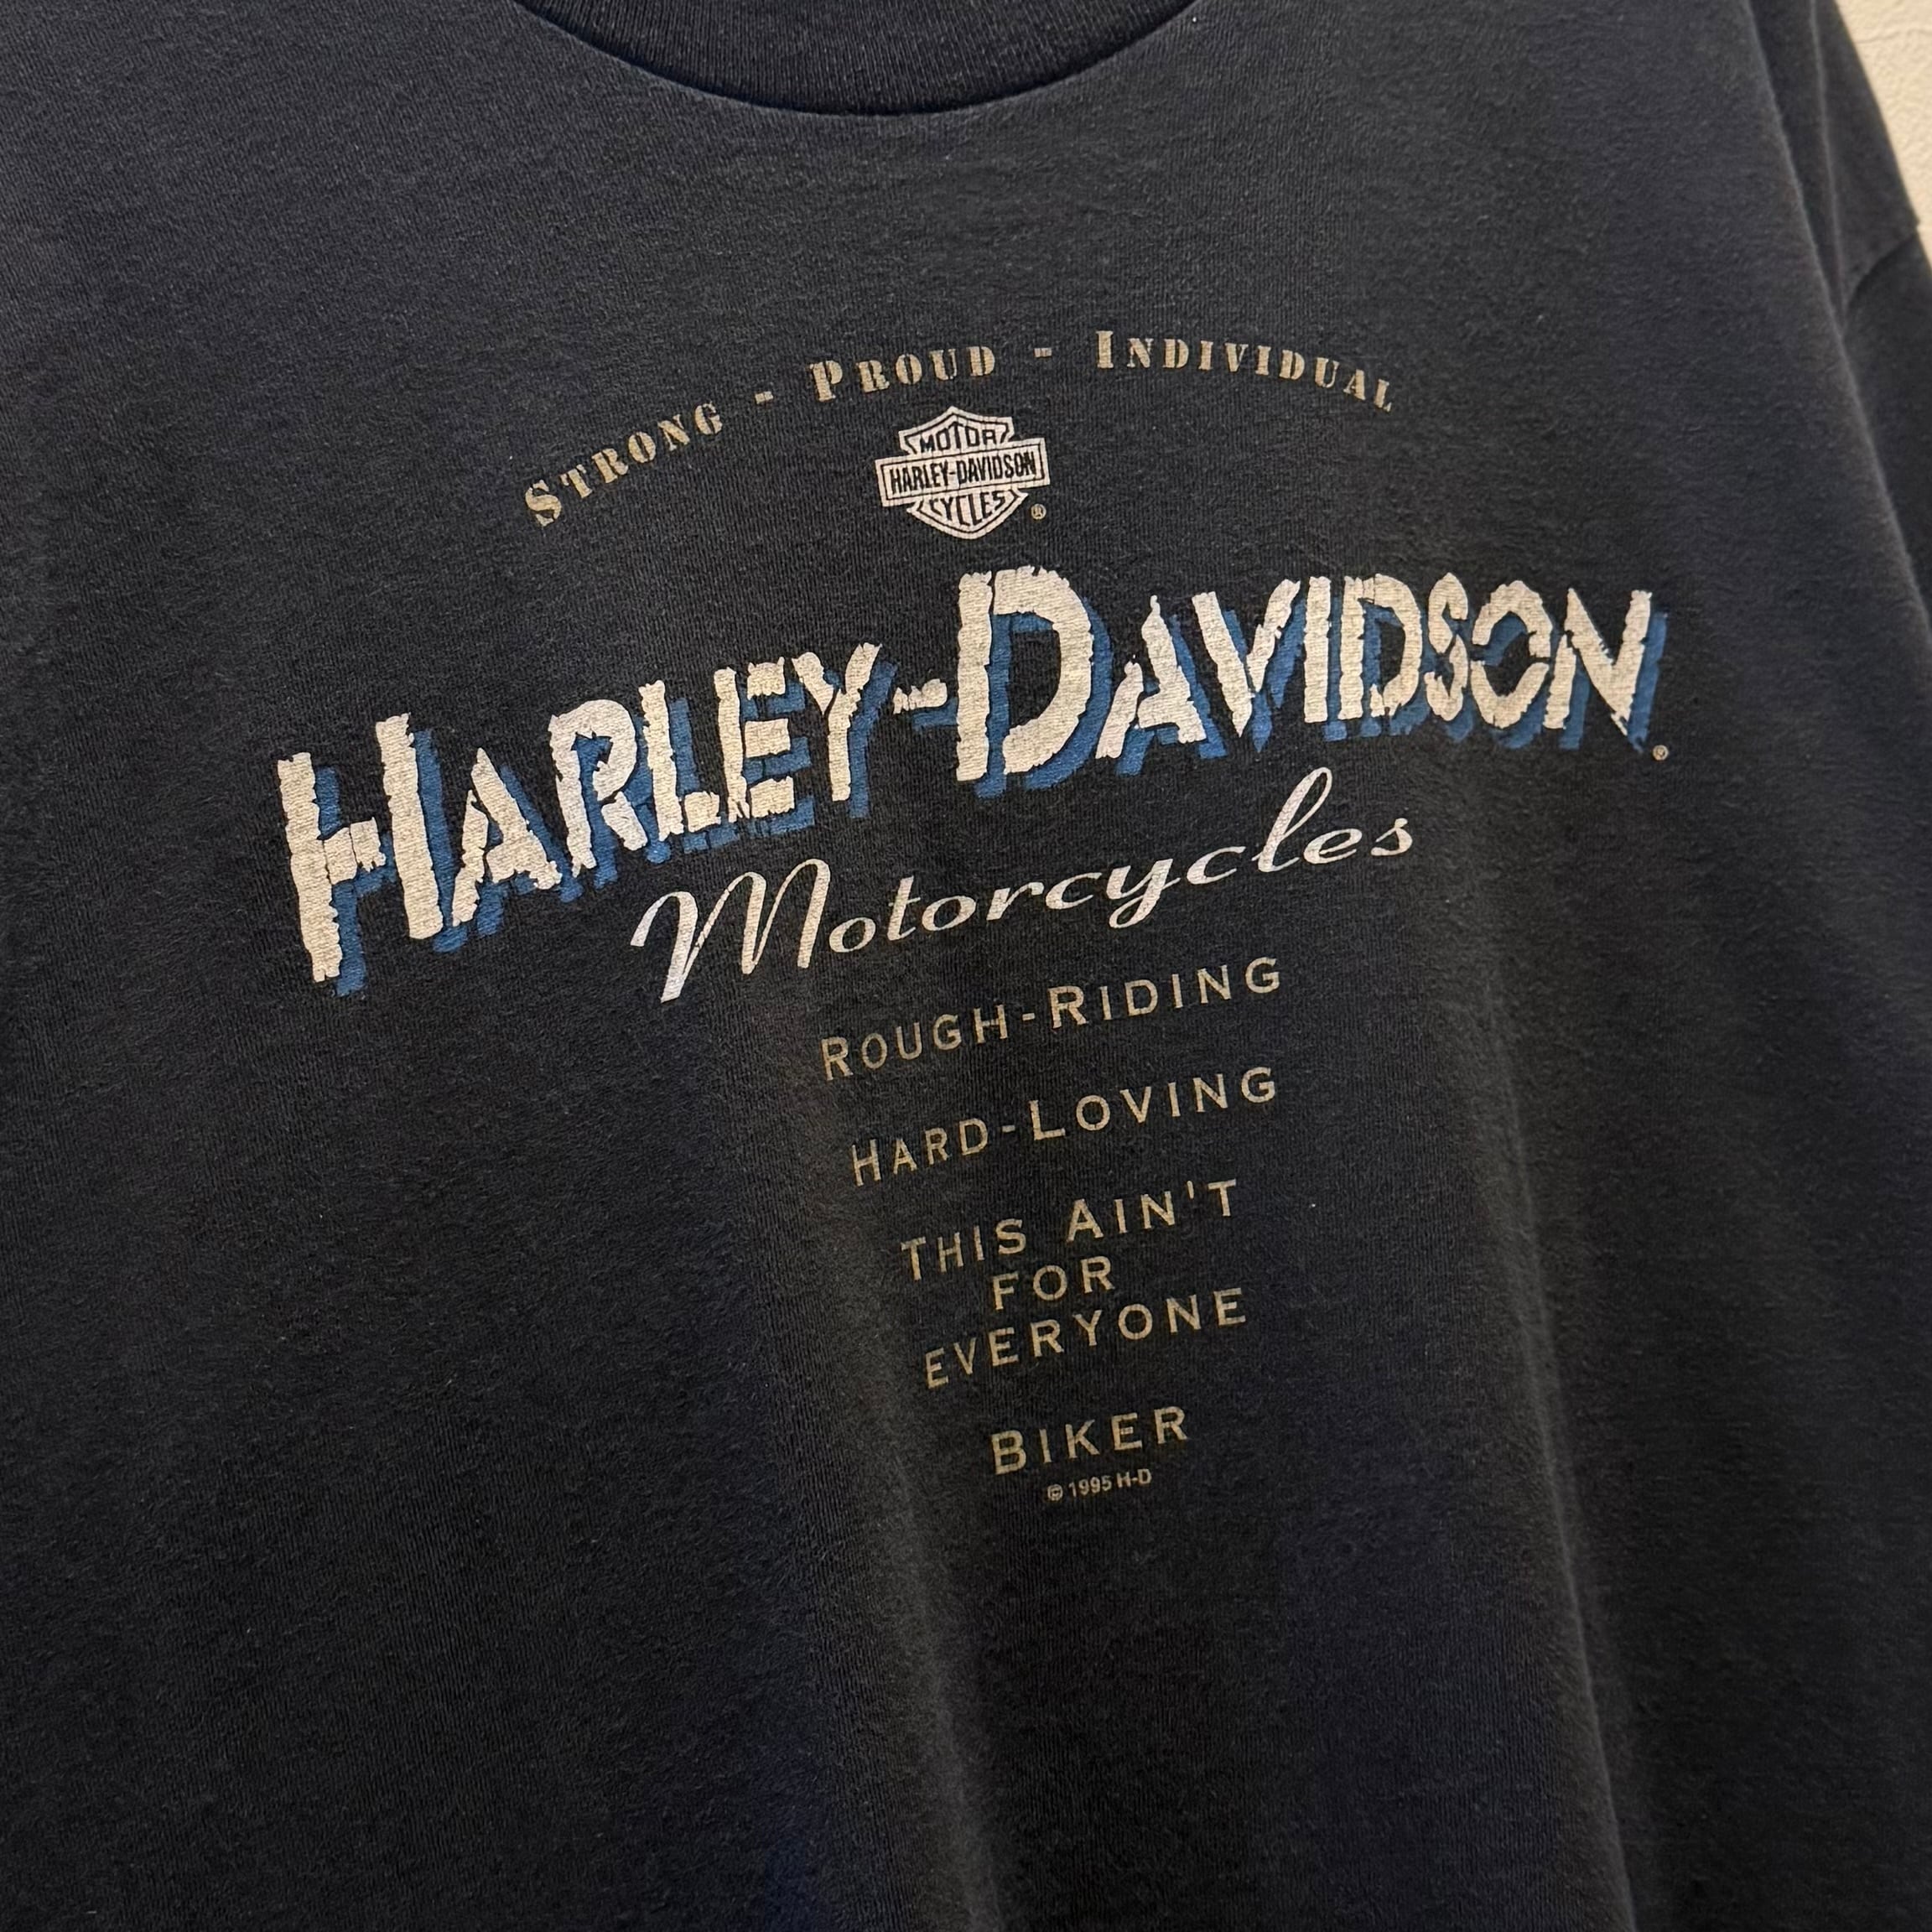 STRONG - PROUD - INDIVIDUAL
MOTOR
HARLEY-DAVIDSON
CYCLES
®
HARLEY-DAVIDSON®
Motorcycles
ROUGH-RIDING
HARD-LOVING
THIS AIN'T
FOR
EVERYONE
BIKER
© 1995 H-D